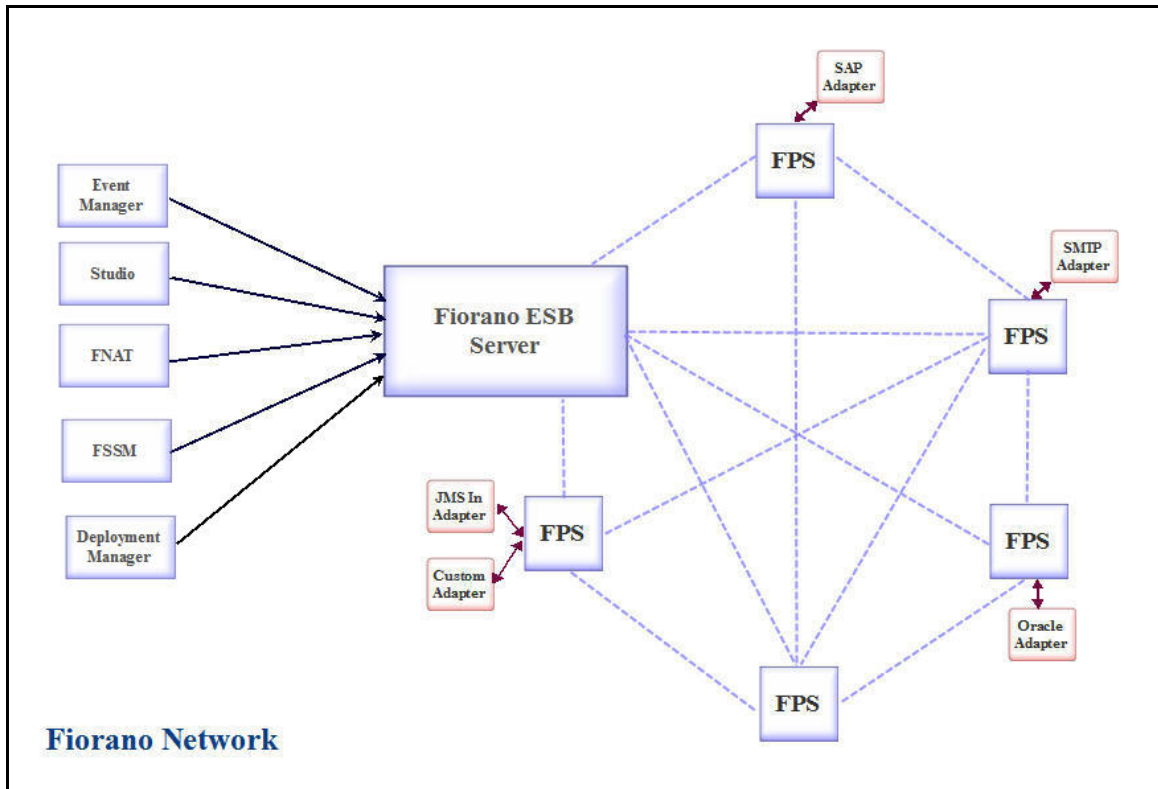 SAP
Adapter
FPS
Event
Manager
Studio
FNAT
FSSM
Deployment
Manager
Fiorano ESB
Server
SMTP
Adapter
FPS
JMS In
Adapter
Custom
Adapter
FPS
FPS
Oracle
Adapter
FPS
Fiorano Network